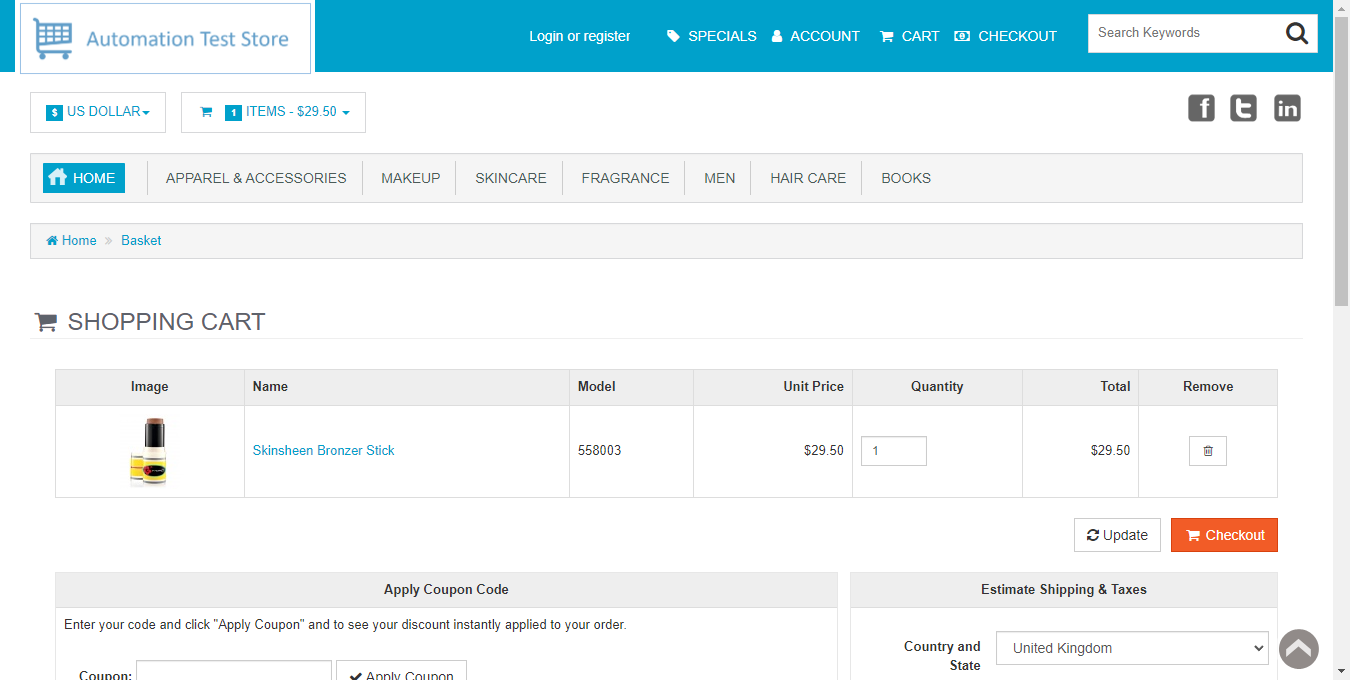 Automation Test Store
Login or register SPECIALS ACCOUNT CART CHECKOUT Search Keywords
$ US DOLLAR 1 ITEMS - $29.50
HOME APPAREL & ACCESSORIES MAKEUP SKINCARE FRAGRANCE MEN HAIR CARE BOOKS
Home Basket
SHOPPING CART
Image Name Model Unit Price Quantity Total Remove
Skinsheen Bronzer Stick 558003 $29.50 1 $29.50
Update Checkout
Apply Coupon Code
Enter your code and click "Apply Coupon" and to see your discount instantly applied to your order.
Coupon: Apply Coupon
Estimate Shipping & Taxes
Country and
State
United Kingdom